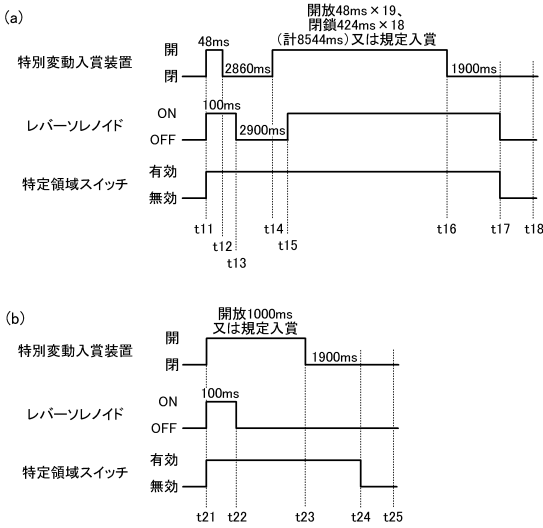 (a)
開放48ms×19、
閉鎖424ms×18
(計8544ms)又は規定入賞
特別変動入賞装置
開
閉
48ms
2860ms
1900ms
レバーソレノイド
ON
OFF
100ms
2900ms
特定領域スイッチ
有効
無効
t11
t12
t13
t14
t15
t16
t17
t18
(b)
開放1000ms
又は規定入賞
特別変動入賞装置
開
閉
1900ms
レバーソレノイド
ON
OFF
100ms
特定領域スイッチ
有効
無効
t21
t22
t23
t24
t25